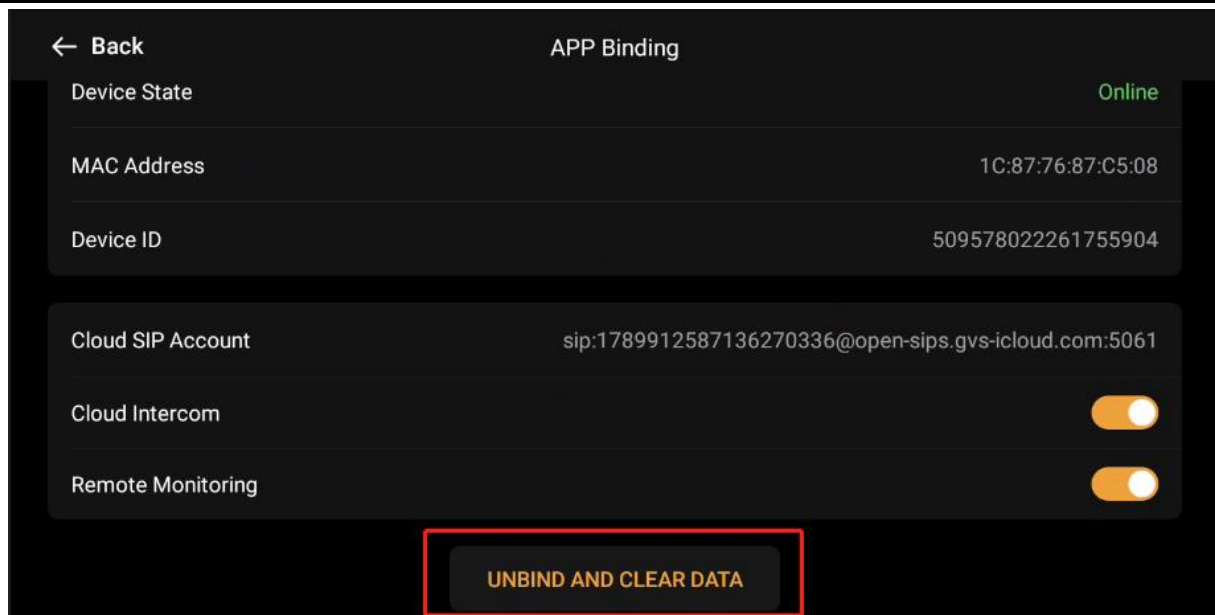 ← Back
APP Binding
Device State Online
MAC Address 1C:87:76:87:C5:08
Device ID 509578022261755904
Cloud SIP Account sip:1789912587136270336@open-sips.gvs-icloud.com:5061
Cloud Intercom
Remote Monitoring
UNBIND AND CLEAR DATA